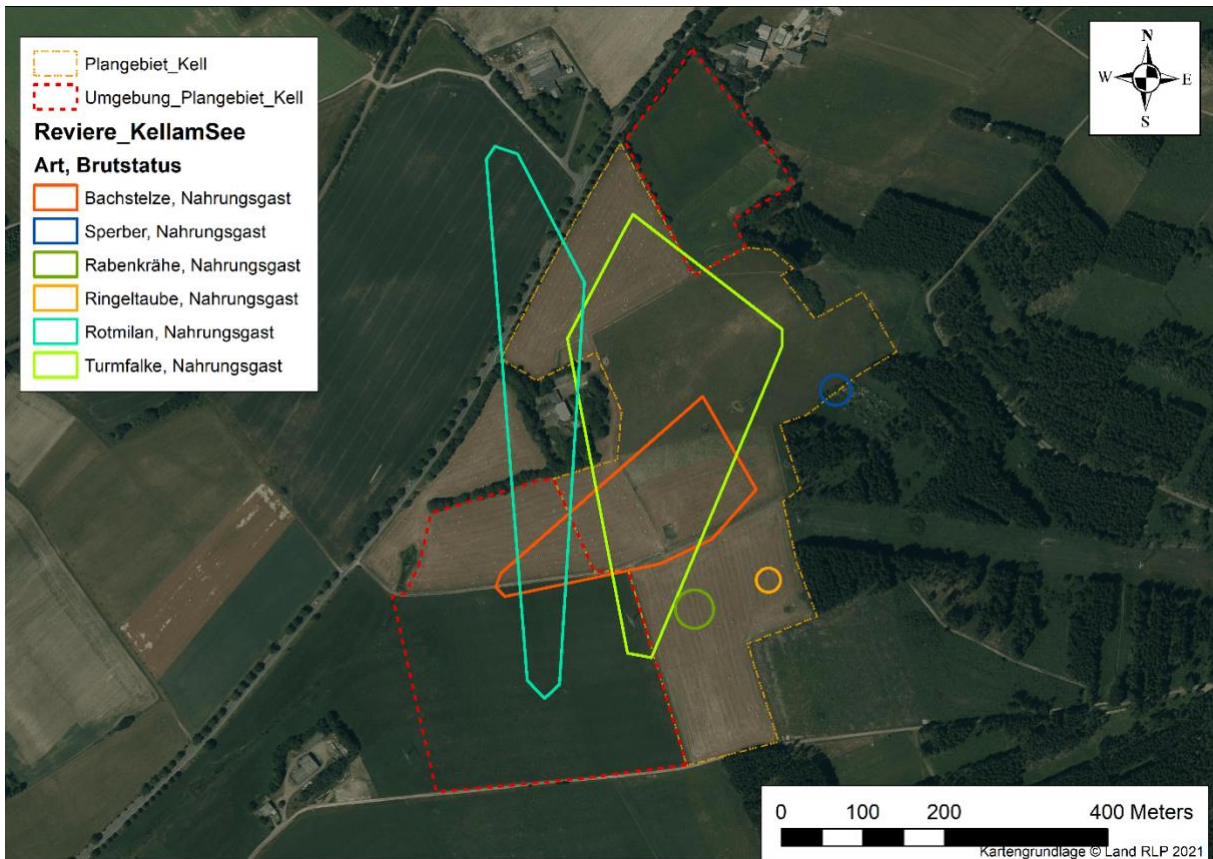 Plangebiet_Kell
Umgebung_Plangebiet_Kell
Reviere_KellamSee
Art, Brutstatus
Bachstelze, Nahrungsgast
Sperber, Nahrungsgast
Rabenkrähe, Nahrungsgast
Ringeltaube, Nahrungsgast
Rotmilan, Nahrungsgast
Turmfalke, Nahrungsgast
N
W E
S
0 100 200 400 Meters
Kartengrundlage © Land RLP 2021